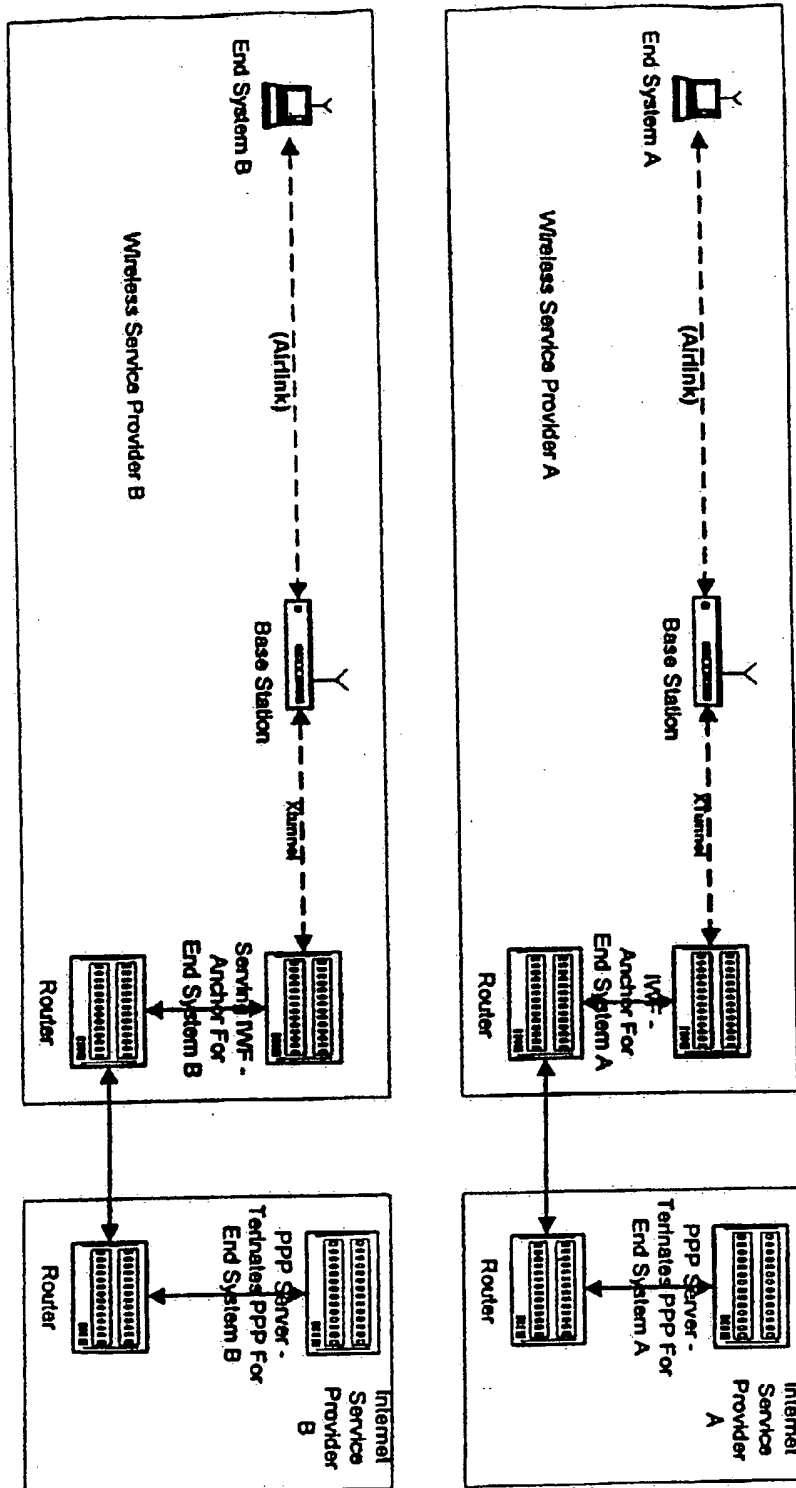 End System A
(Airlink)
Wireless Service Provider A
Base Station
XTunnel
IWF -
Anchor For
End System A
Router
PPP Server -
Terinates PPP For
End System A
Router
Internet
Service
Provider
A
End System B
(Airlink)
Wireless Service Provider B
Base Station
Xtunnel
Serving IWF -
Anchor For
End System B
Router
PPP Server -
Terinates PPP For
End System B
Router
Internet
Service
Provider
B